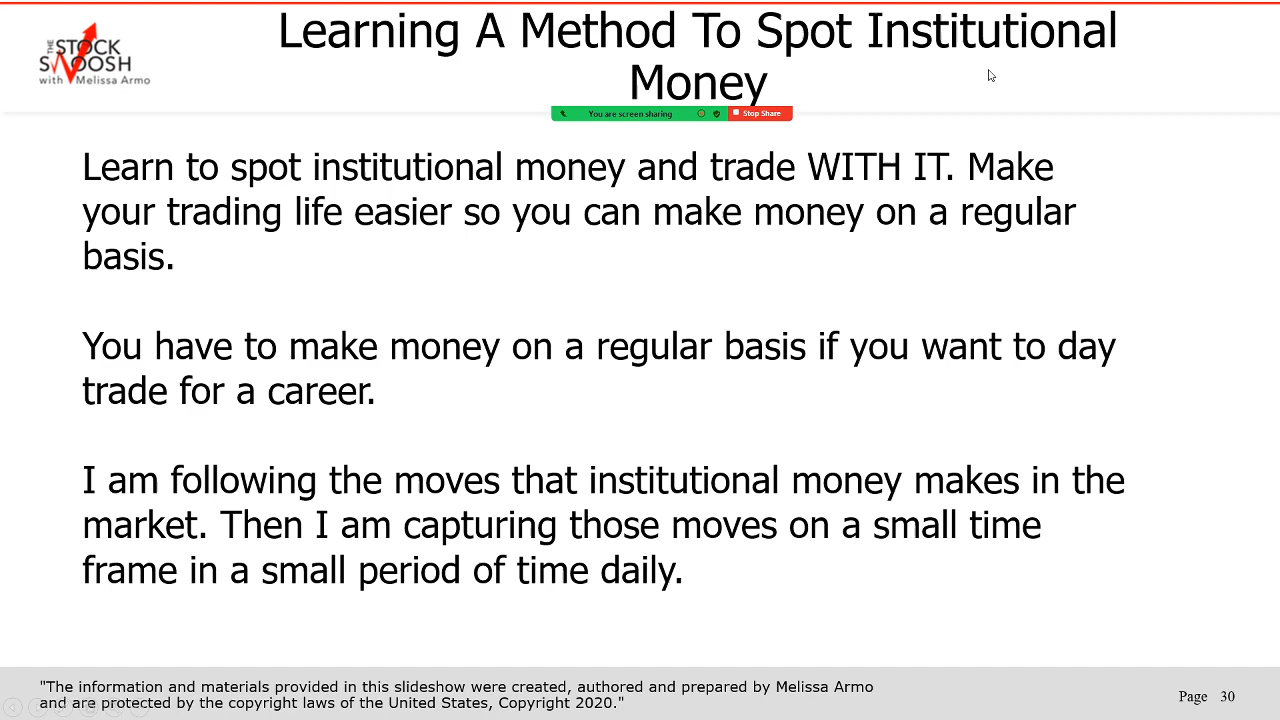 THE STOCK
SWOOSH
with Melissa Armo
Learning A Method To Spot Institutional
Money
You are screen sharing
Stop Share
Learn to spot institutional money and trade WITH IT. Make
your trading life easier so you can make money on a regular
basis.
You have to make money on a regular basis if you want to day
trade for a career.
I am following the moves that institutional money makes in the
market. Then I am capturing those moves on a small time
frame in a small period of time daily.
"The information and materials provided in this slideshow were created, authored and prepared by Melissa Armo
and are protected by the copyright laws of the United States, Copyright 2020."
Page 30